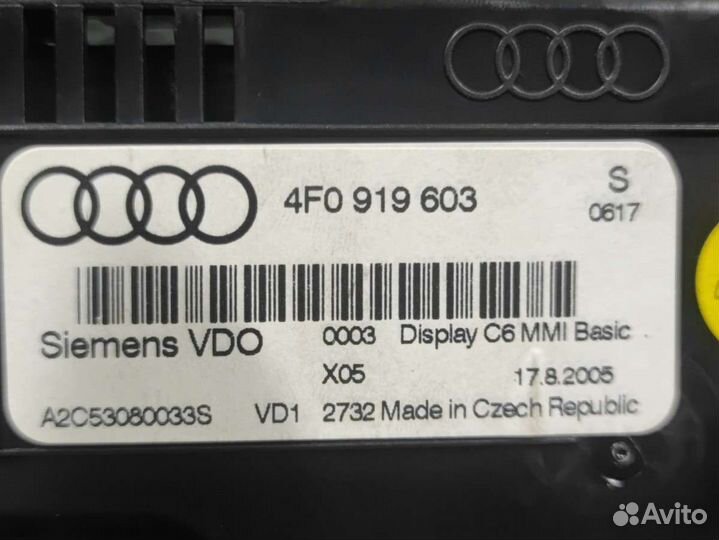 4F0 919 603
S
0617
Siemens VDO
0003 Display C6 MMI Basic
X05 17.8.2005
A2C53080033S VD1 2732 Made in Czech Republic
Avito